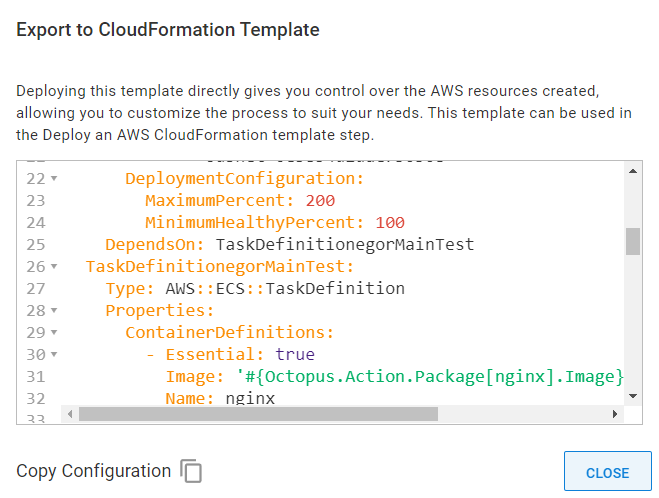 Export to CloudFormation Template
Deploying this template directly gives you control over the AWS resources created,
allowing you to customize the process to suit your needs. This template can be used in
the Deploy an AWS CloudFormation template step.
22 DeploymentConfiguration:
23 MaximumPercent: 200
24 MinimumHealthyPercent: 100
25 DependsOn: TaskDefinitionegorMainTest
26 TaskDefinitionegorMainTest:
27 Type: AWS::ECS::TaskDefinition
28 Properties:
29 ContainerDefinitions:
30 - Essential: true
31 Image: '#{Octopus.Action.Package[nginx].Image}
32 Name: nginx
33
Copy Configuration
CLOSE